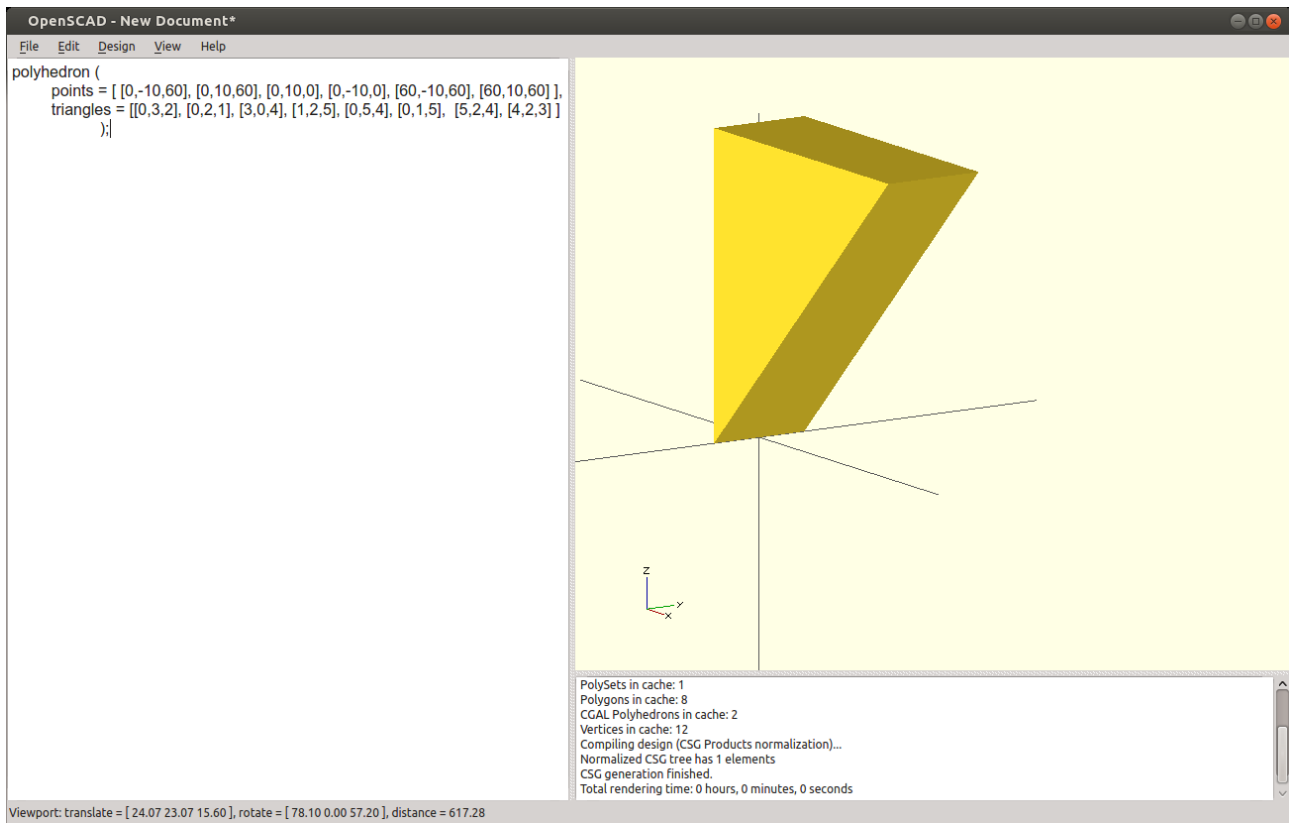 OpenSCAD - New Document*
File Edit Design View Help
polyhedron (
points = [ [0,-10,60], [0,10,60], [0,10,0], [0,-10,0], [60,-10,60], [60,10,60] ],
triangles = [[0,3,2], [0,2,1], [3,0,4], [1,2,5], [0,5,4], [0,1,5], [5,2,4], [4,2,3] ]
);
Z
Y
X
PolySets in cache: 1
Polygons in cache: 8
CGAL Polyhedrons in cache: 2
Vertices in cache: 12
Compiling design (CSG Products normalization)...
Normalized CSG tree has 1 elements
CSG generation finished.
Total rendering time: 0 hours, 0 minutes, 0 seconds
Viewport: translate = [ 24.07 23.07 15.60 ], rotate = [ 78.10 0.00 57.20 ], distance = 617.28